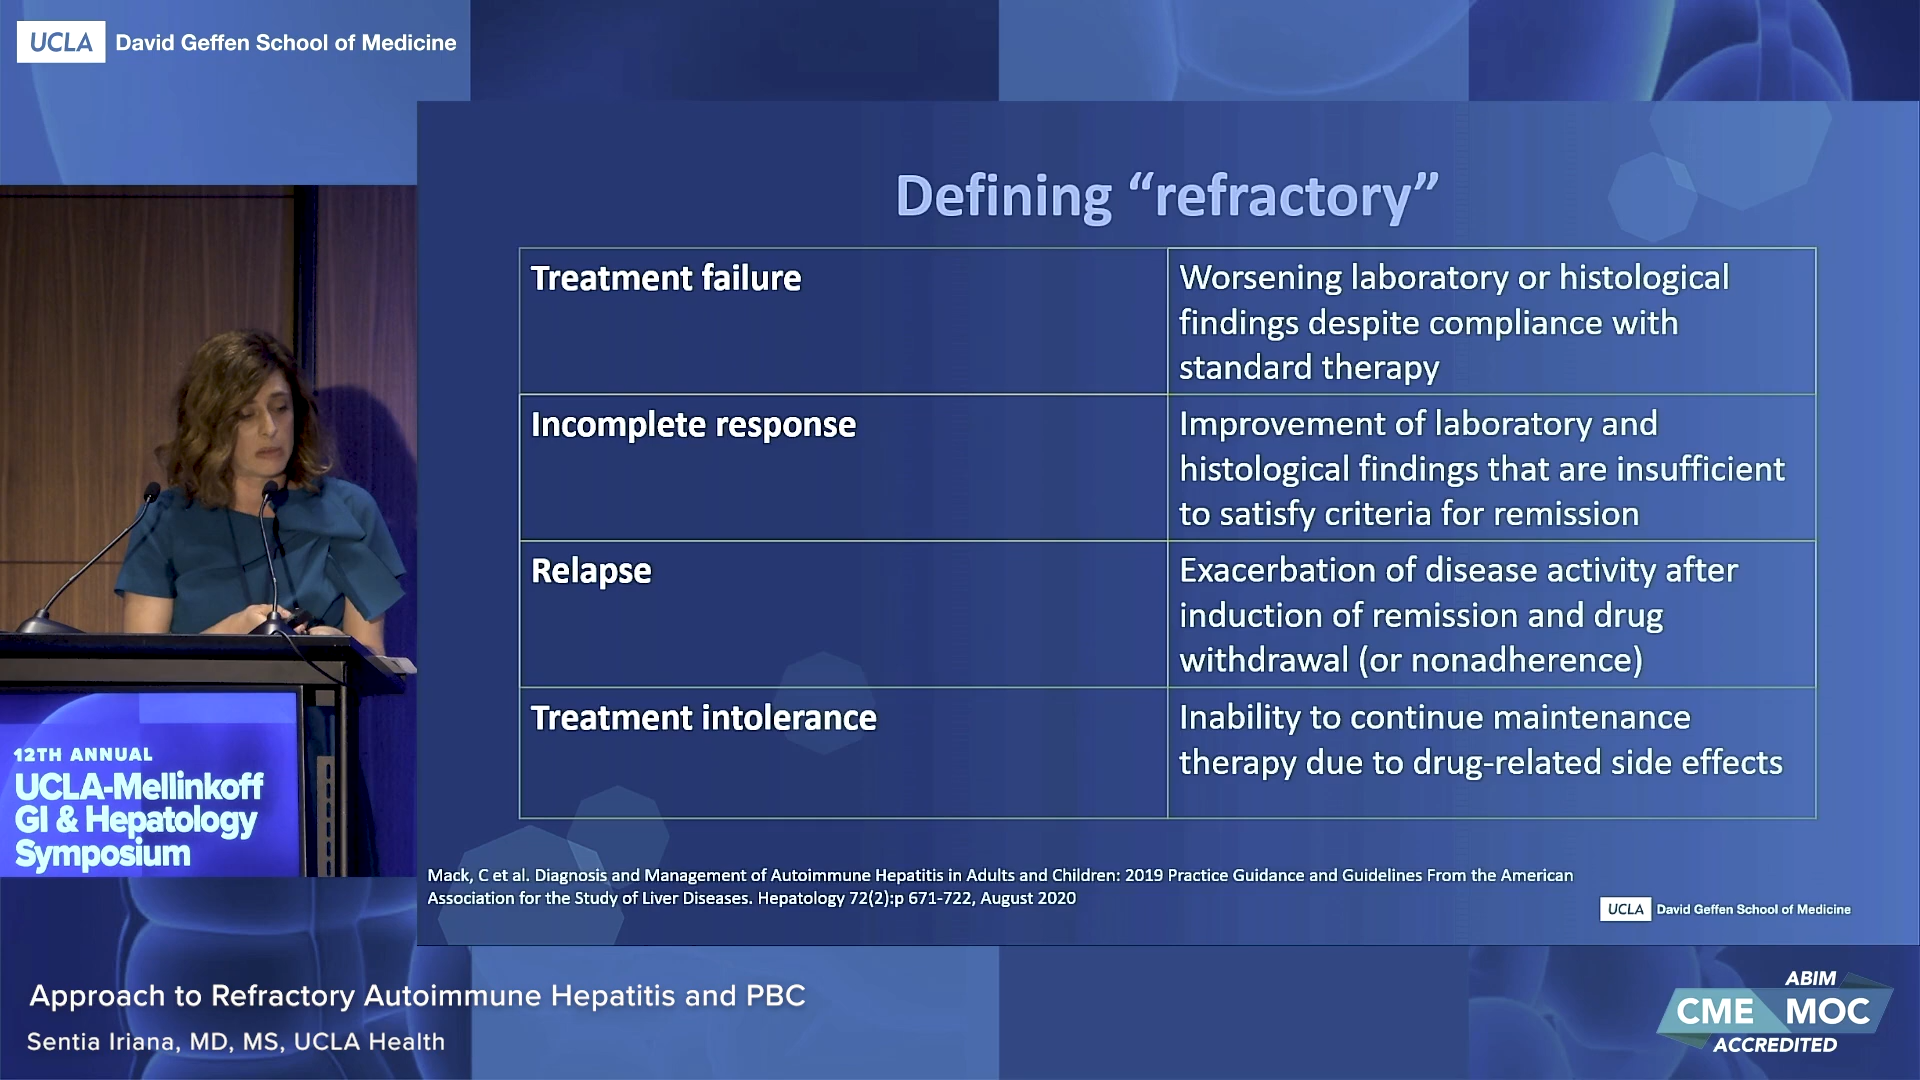 UCLA David Geffen School of Medicine
Defining “refractory”
Treatment failure
Worsening laboratory or histological
findings despite compliance with
standard therapy
Incomplete response
Improvement of laboratory and
histological findings that are insufficient
to satisfy criteria for remission
Relapse
Exacerbation of disease activity after
induction of remission and drug
withdrawal (or nonadherence)
Treatment intolerance
Inability to continue maintenance
therapy due to drug-related side effects
Mack, C et al. Diagnosis and Management of Autoimmune Hepatitis in Adults and Children: 2019 Practice Guidance and Guidelines From the American
Association for the Study of Liver Diseases. Hepatology 72(2):p 671-722, August 2020
UCLA David Geffen School of Medicine
12TH ANNUAL
UCLA-Mellinkoff
GI & Hepatology
Symposium
Approach to Refractory Autoimmune Hepatitis and PBC
Sentia Iriana, MD, MS, UCLA Health
ABIM
CME MOC
ACCREDITED